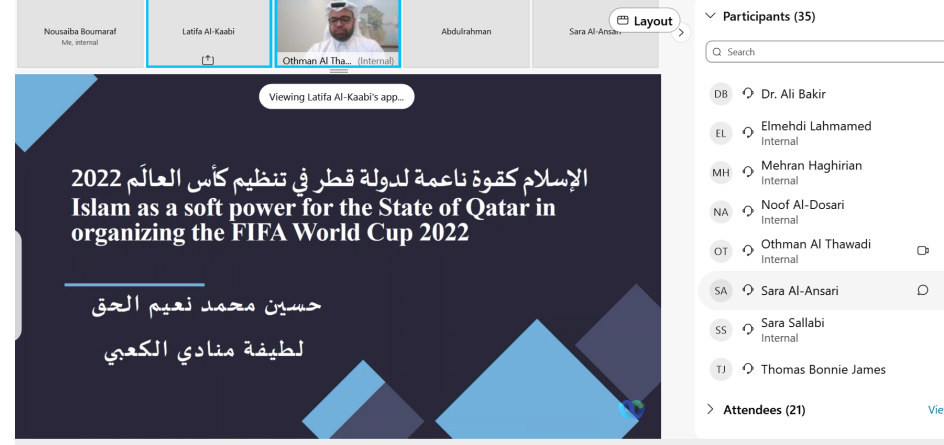 Nousaiba Boumaraf
Me, internal
Latifa Al-Kaabi
Othman Al Tha... (Internal)
Abdulrahman
Sara Al-Ansari
Layout
Viewing Latifa Al-Kaabi's app...
الإسلام كقوة ناعمة لدولة قطر في تنظيم كأس العالَم 2022
Islam as a soft power for the State of Qatar in
organizing the FIFA World Cup 2022
حسين محمد نعيم الحق
لطيفة منادي الكعبي
Participants (35)
Search
DB Dr. Ali Bakir
EL Elmehdi Lahmamed
Internal
MH Mehran Haghirian
Internal
NA Noof Al-Dosari
Internal
OT Othman Al Thawadi
Internal
SA Sara Al-Ansari
SS Sara Sallabi
Internal
TJ Thomas Bonnie James
Attendees (21)